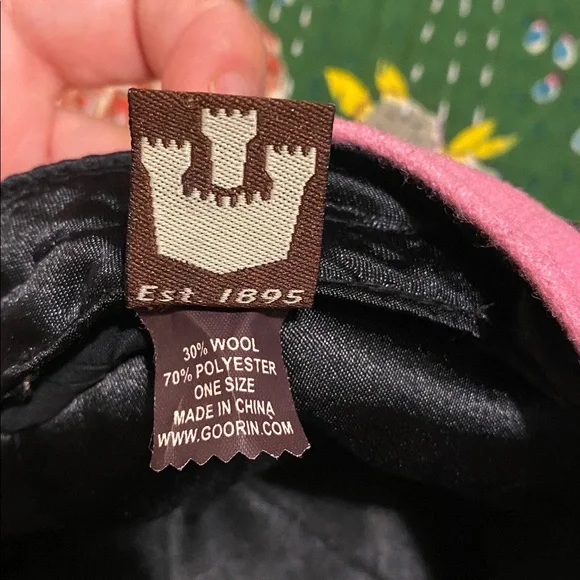 Est 1895
30% WOOL
70% POLYESTER
ONE SIZE
MADE IN CHINA
WWW.GOORIN.COM